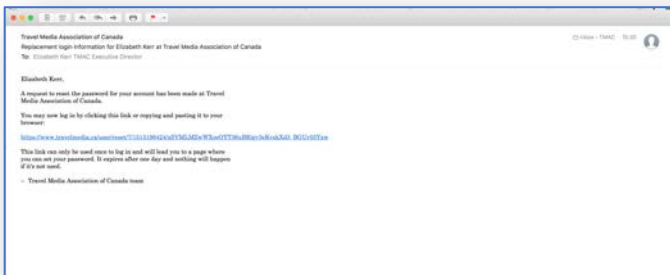 Travel Media Association of Canada
Inbox - TMAC 15:20
Replacement login information for Elizabeth Kerr at Travel Media Association of Canada
To: Elizabeth Kerr TMAC Executive Director
Elizabeth Kerr,
A request to reset the password for your account has been made at Travel
Media Association of Canada.
You may now log in by clicking this link or copying and pasting it to your
browser:
This link can only be used once to log in and will lead you to a page where
you can set your password. It expires after one day and nothing will happen
if it's not used.
-- Travel Media Association of Canada team